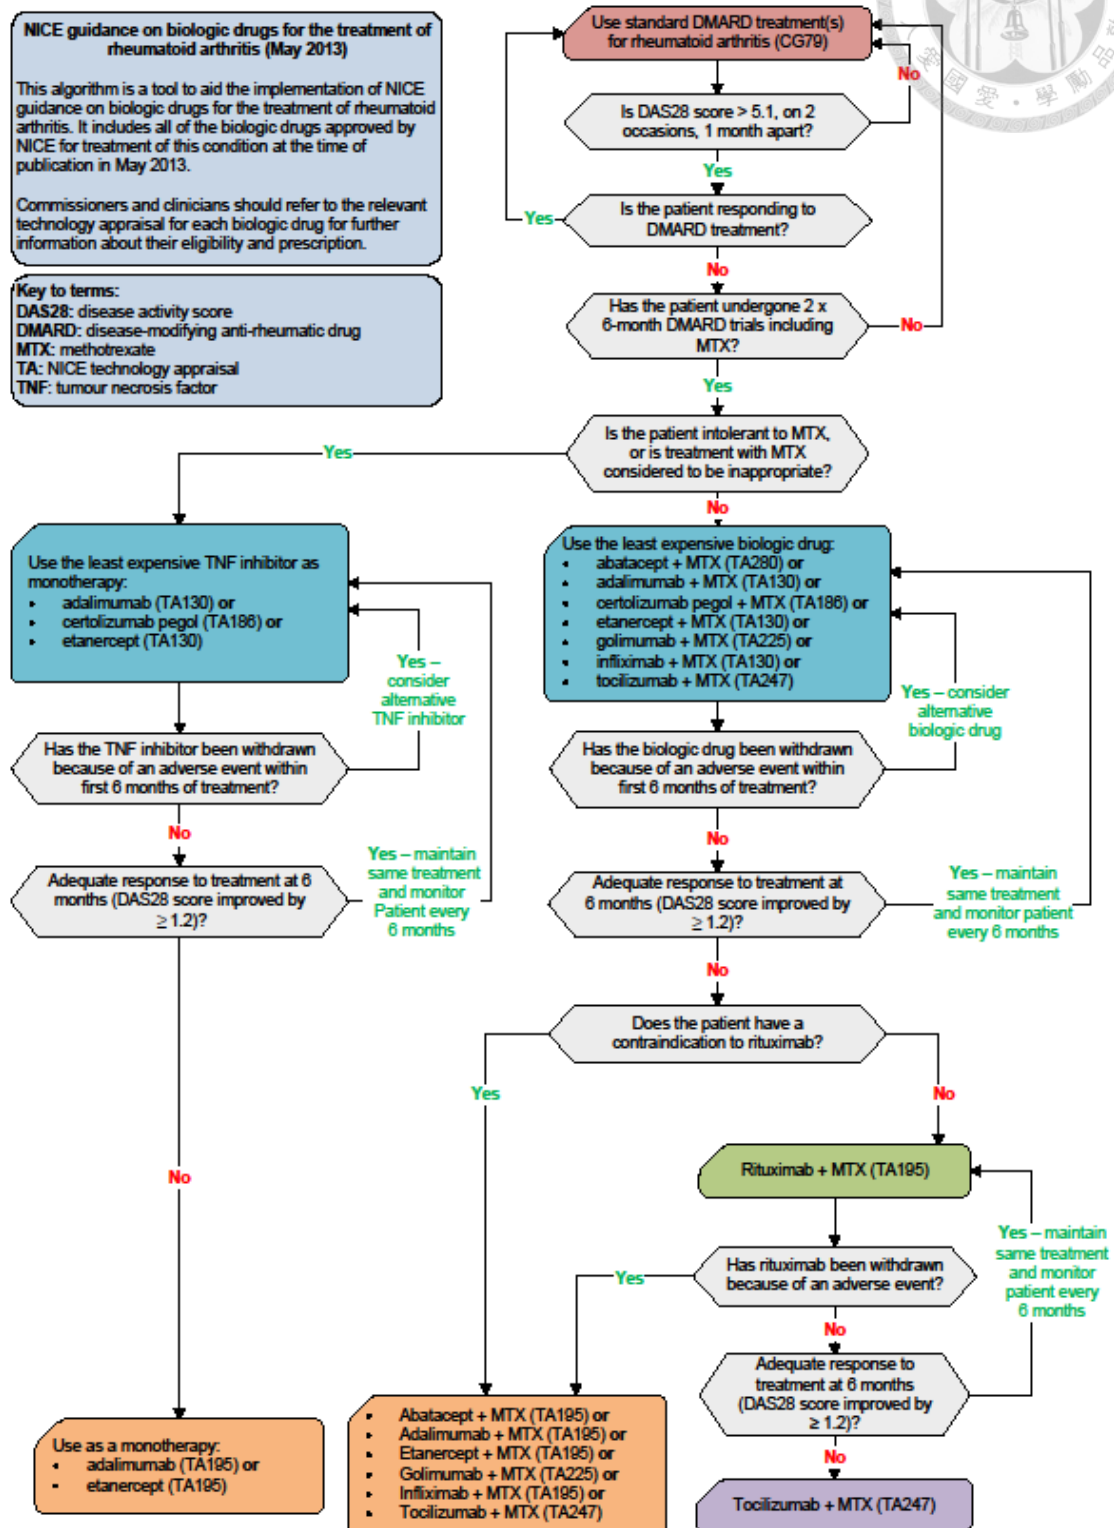 NICE guidance on biologic drugs for the treatment of
rheumatoid arthritis (May 2013)
This algorithm is a tool to aid the implementation of NICE
guidance on biologic drugs for the treatment of rheumatoid
arthritis. It includes all of the biologic drugs approved by
NICE for treatment of this condition at the time of
publication in May 2013.
Commissioners and clinicians should refer to the relevant
technology appraisal for each biologic drug for further
information about their eligibility and prescription.
Key to terms:
DAS28: disease activity score
DMARD: disease-modifying anti-rheumatic drug
MTX: methotrexate
TA: NICE technology appraisal
TNF: tumour necrosis factor
Use standard DMARD treatment(s)
for rheumatoid arthritis (CG79)
No
Is DAS28 score > 5.1, on 2
occasions, 1 month apart?
Yes
Yes
Is the patient responding to
DMARD treatment?
No
Has the patient undergone 2 x
6-month DMARD trials including
MTX?
No
Yes
Is the patient intolerant to MTX,
or is treatment with MTX
considered to be inappropriate?
Yes
No
Use the least expensive TNF inhibitor as
monotherapy:
• adalimumab (TA130) or
• certolizumab pegol (TA186) or
• etanercept (TA130)
Yes –
consider
alternative
TNF inhibitor
Has the TNF inhibitor been withdrawn
because of an adverse event within
first 6 months of treatment?
No
Adequate response to treatment at 6
months (DAS28 score improved by
≥ 1.2)?
Yes – maintain
same treatment
and monitor
Patient every
6 months
No
Use as a monotherapy:
• adalimumab (TA195) or
• etanercept (TA195)
Use the least expensive biologic drug:
• abatacept + MTX (TA280) or
• adalimumab + MTX (TA130) or
• certolizumab pegol + MTX (TA186) or
• etanercept + MTX (TA130) or
• golimumab + MTX (TA225) or
• infliximab + MTX (TA130) or
• tocilizumab + MTX (TA247)
Yes – consider
alternative
biologic drug
Has the biologic drug been withdrawn
because of an adverse event within
first 6 months of treatment?
No
Adequate response to treatment at
6 months (DAS28 score improved by
≥ 1.2)?
Yes – maintain
same treatment
and monitor patient
every 6 months
No
Does the patient have a
contraindication to rituximab?
Yes
No
Rituximab + MTX (TA195)
Has rituximab been withdrawn
because of an adverse event?
Yes
Yes – maintain
same treatment
and monitor
patient every
6 months
No
Adequate response to
treatment at 6 months
(DAS28 score improved by
≥ 1.2)?
No
• Abatacept + MTX (TA195) or
• Adalimumab + MTX (TA195) or
• Etanercept + MTX (TA195) or
• Golimumab + MTX (TA225) or
• Infliximab + MTX (TA195) or
• Tocilizumab + MTX (TA247)
Tocilizumab + MTX (TA247)
愛國愛人
學勵品